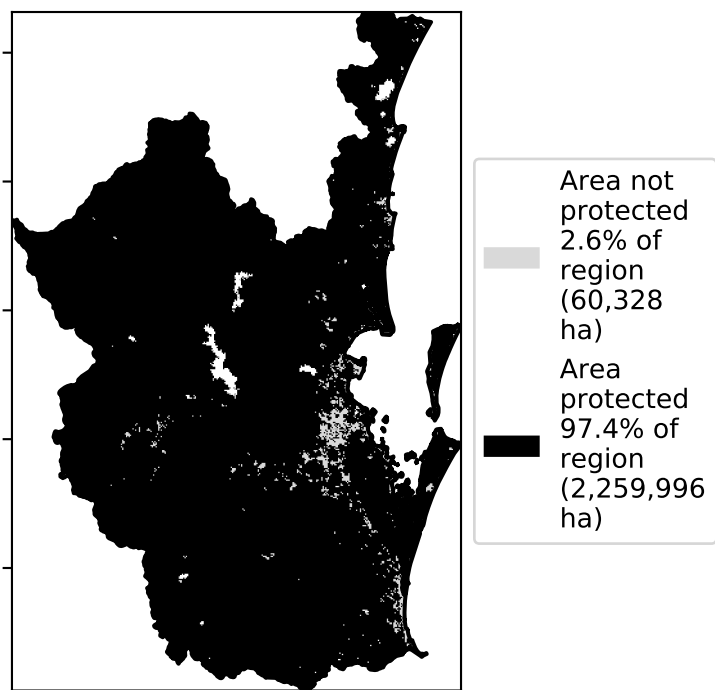 Area not
protected
2.6% of
region
(60,328
ha)
Area
protected
97.4% of
region
(2,259,996
ha)